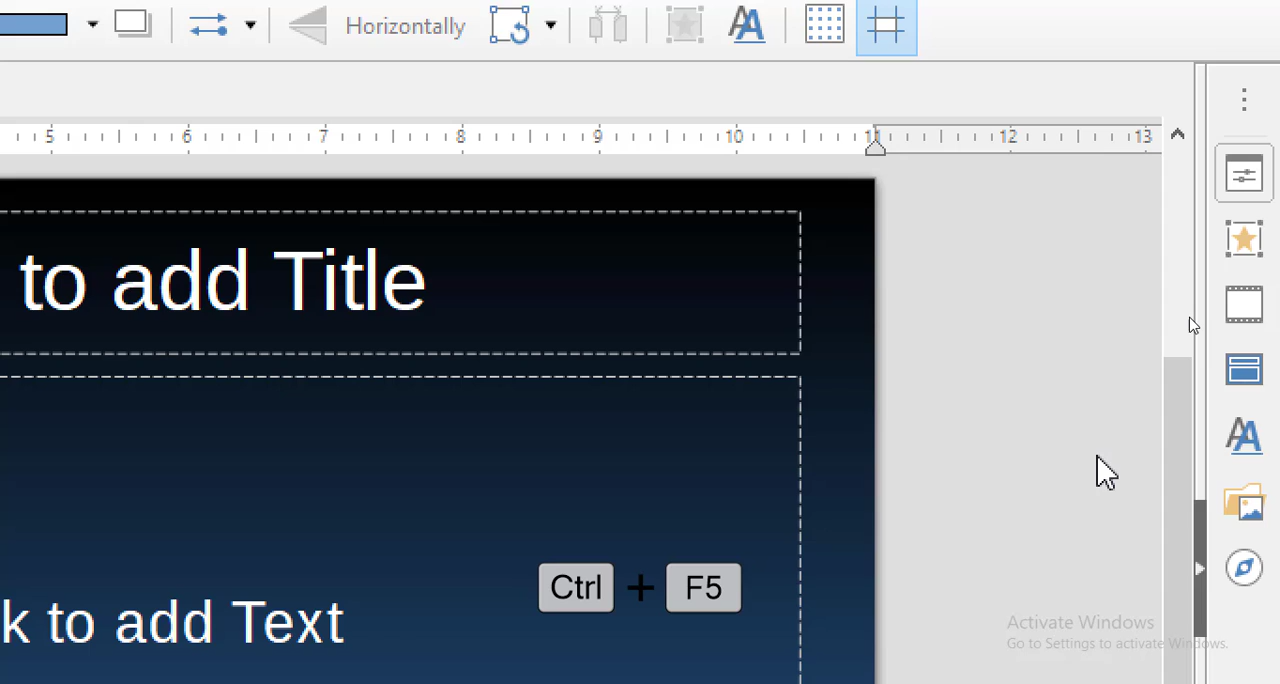 Horizontally
5 6 7 8 9 10 11 12 13
to add Title
Ctrl + F5
k to add Text
Activate Windows
Go to Settings to activate Windows.